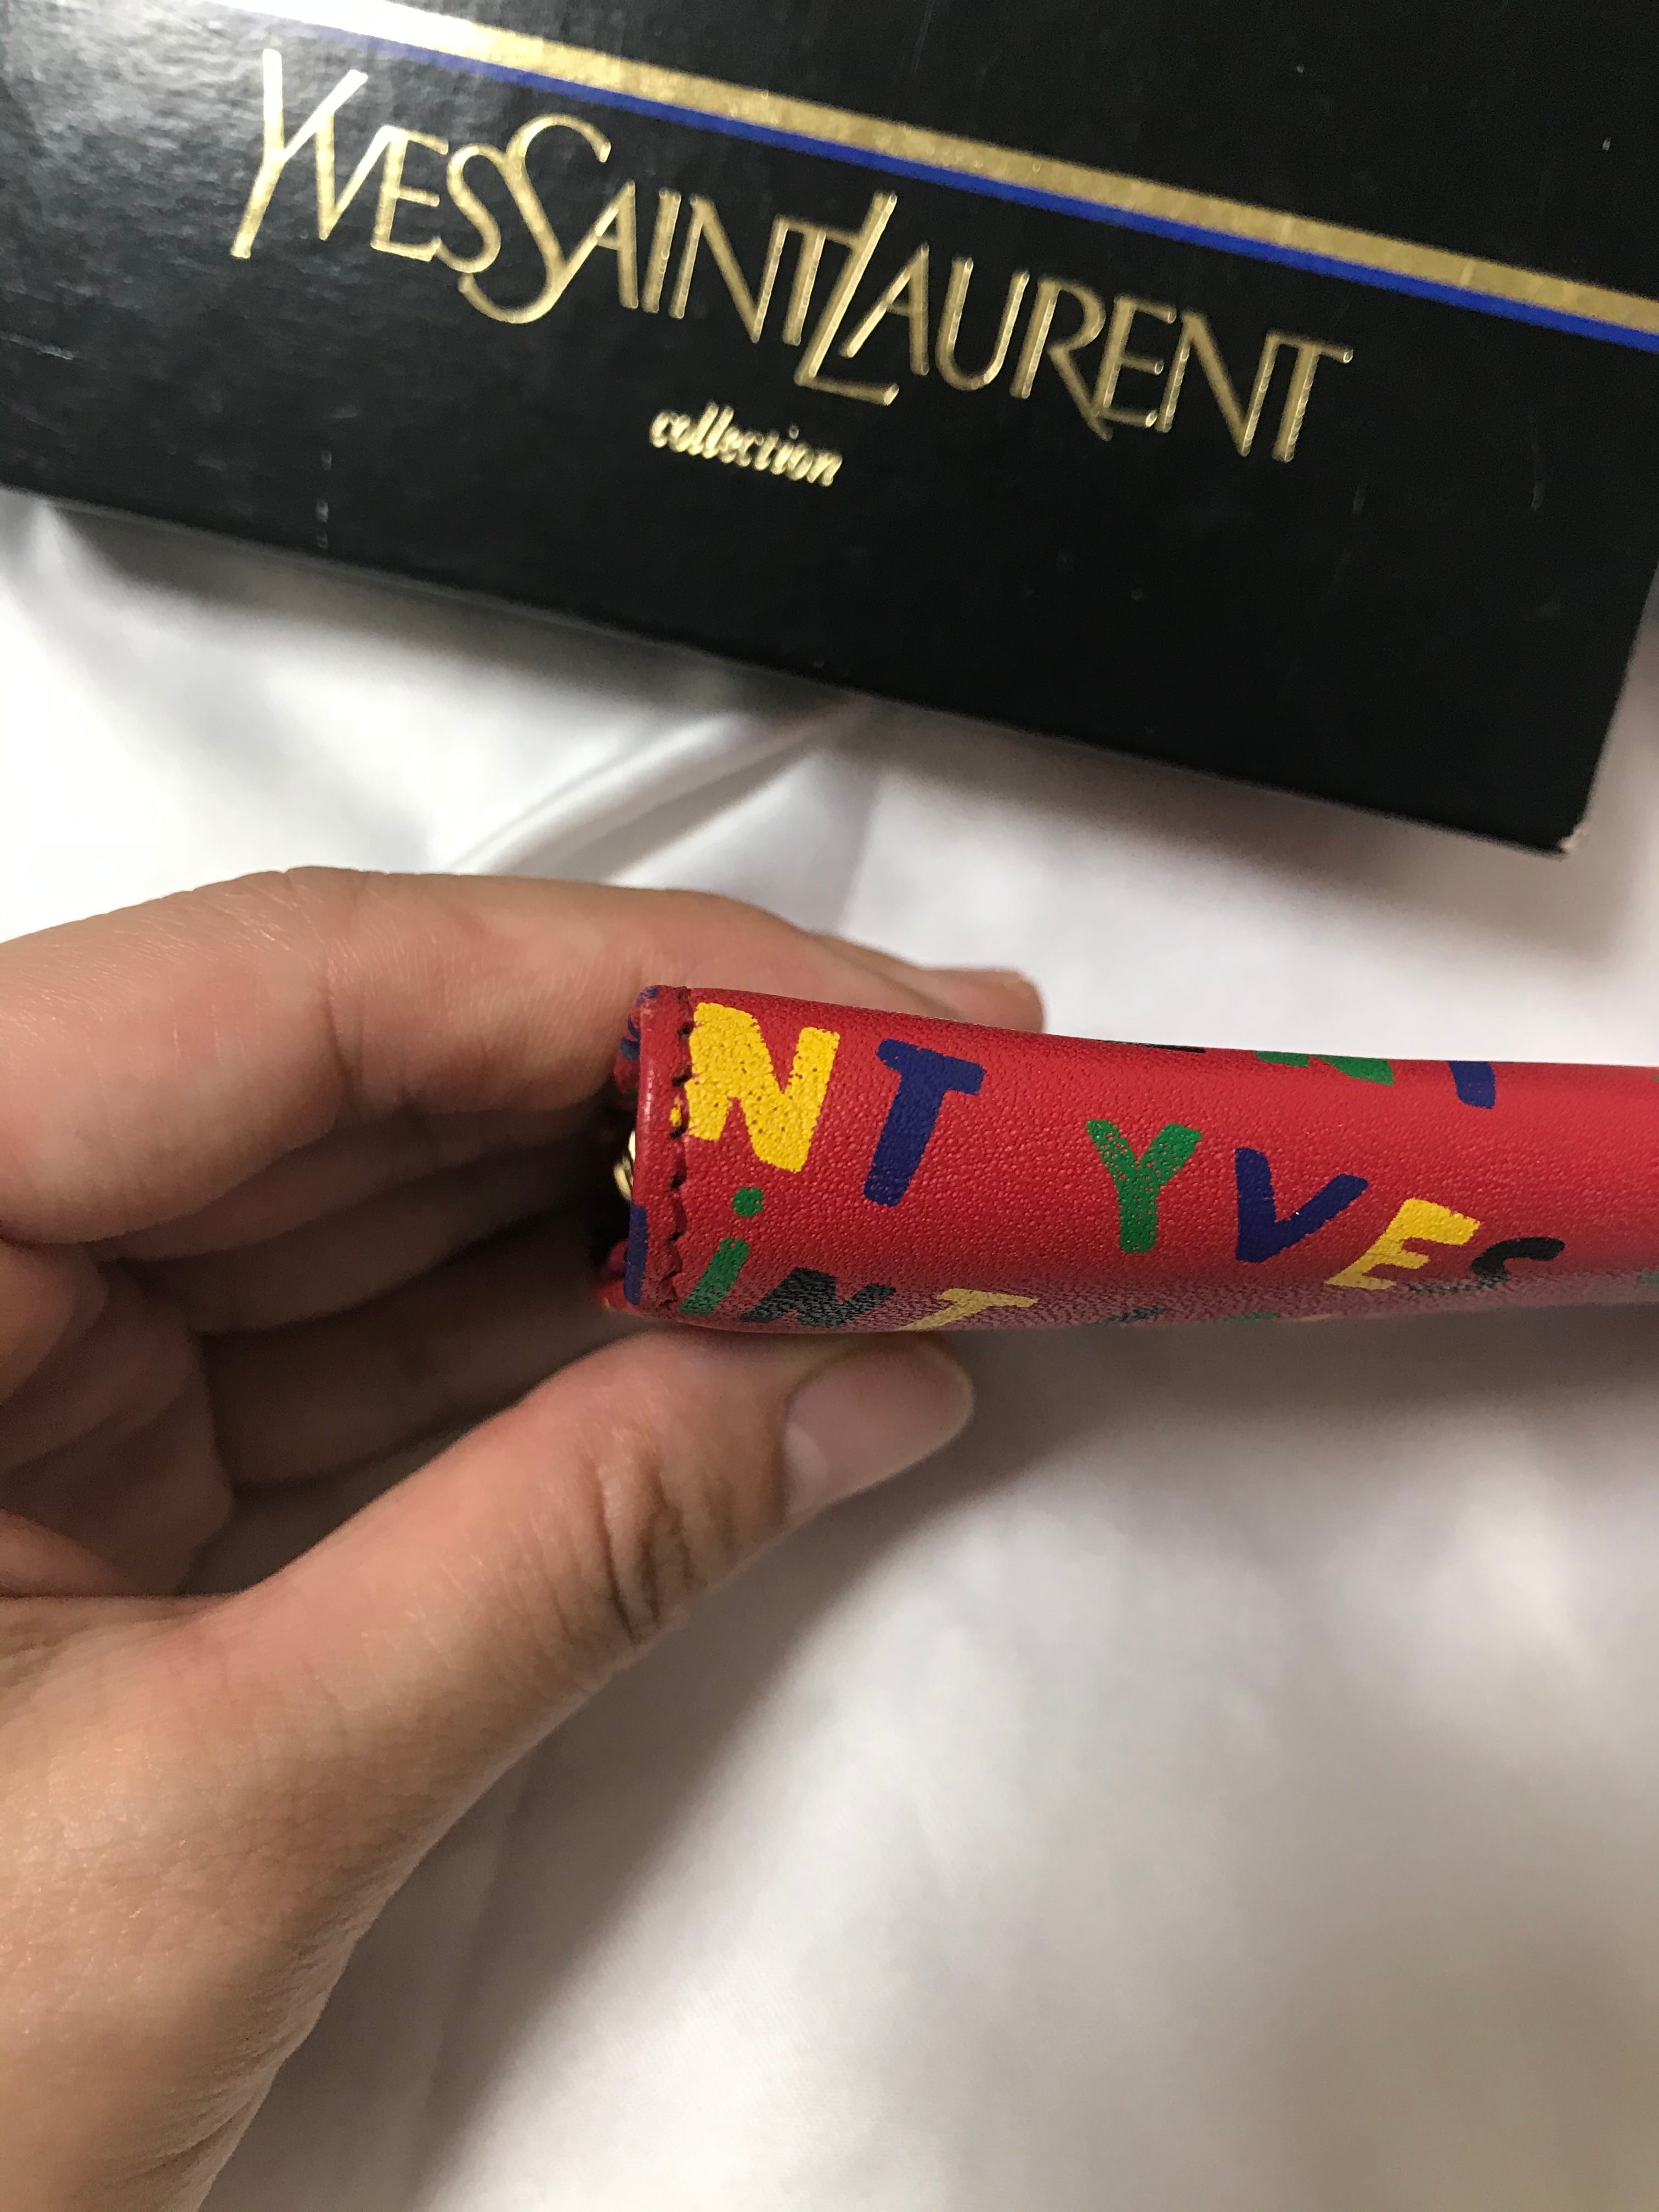 YVESSAINTLAURENT
collection
NT YVES
iNT